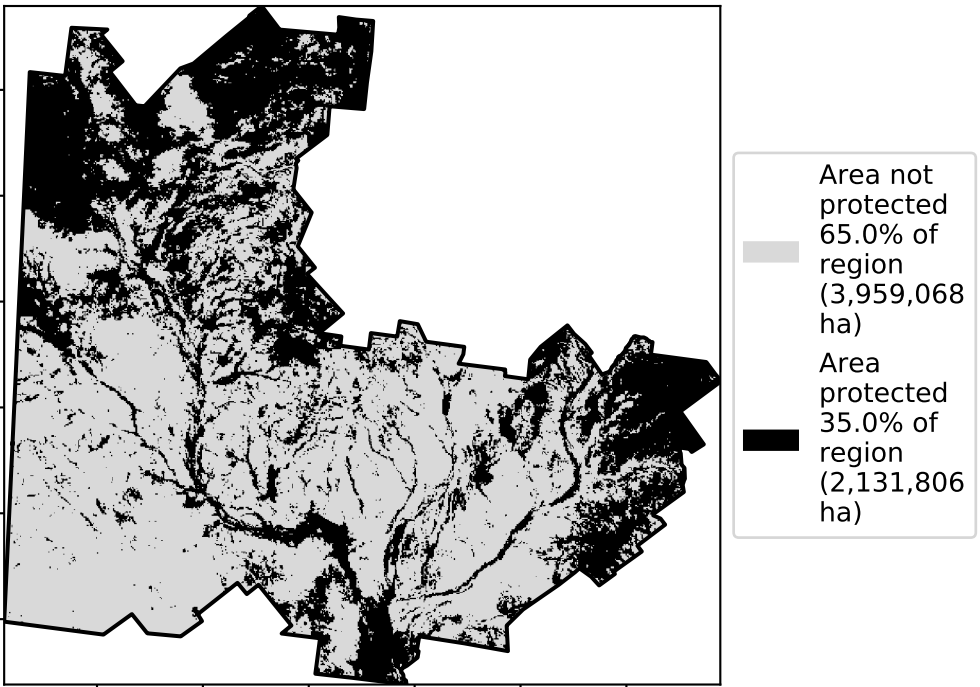 Area not
protected
65.0% of
region
(3,959,068
ha)
Area
protected
35.0% of
region
(2,131,806
ha)